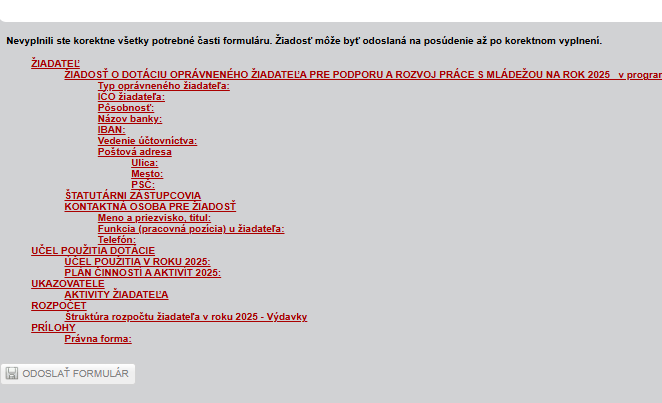 Nevyplnili ste korektne všetky potrebné časti formuláru. Žiadosť môže byť odoslaná na posúdenie až po korektnom vyplnení.
ŽIADATEĽ
ŽIADOSŤ O DOTÁCIU OPRÁVNENÉHO ŽIADATEĽA PRE PODPORU A ROZVOJ PRÁCE S MLÁDEŽOU NA ROK 2025 v progra
Typ oprávneného žiadateľa:
IČO žiadateľa:
Pôsobnosť:
Názov banky:
IBAN:
Vedenie účtovníctva:
Poštová adresa
Ulica:
Mesto:
PSČ:
ŠTATUTÁRNI ZÁSTUPCOVIA
KONTAKTNÁ OSOBA PRE ŽIADOSŤ
Meno a priezvisko, titul:
Funkcia (pracovná pozícia) u žiadateľa:
Telefón:
UČEL POUŽITIA DOTÁCIE
ÚČEL POUŽITIA V ROKU 2025:
PLÁN ČINNOSTÍ A AKTIVÍT 2025:
UKAZOVATELE
AKTIVITY ŽIADATEĽA
ROZPOČET
Štruktúra rozpočtu žiadateľa v roku 2025 - Výdavky
PRÍLOHY
Právna forma:
ODOSLAŤ FORMULÁR